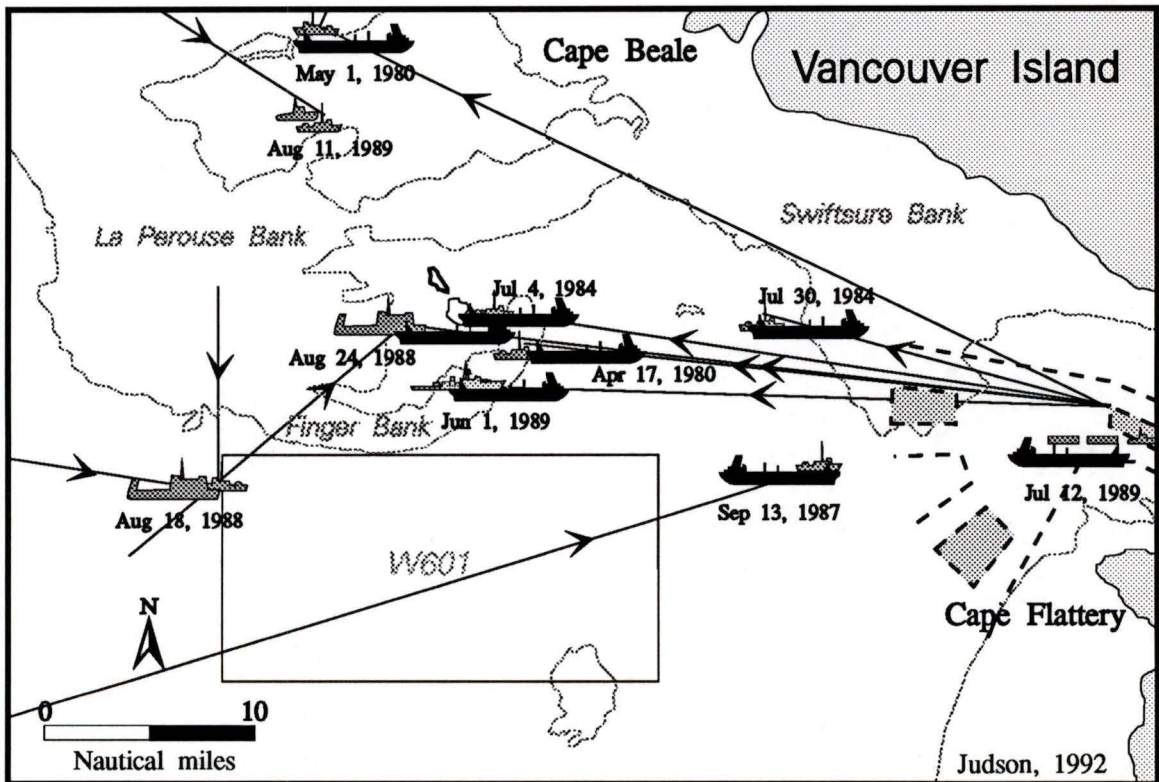 Cape Beale
Vancouver Island
May 1, 1980
Aug 11, 1989
Swiftsure Bank
La Perouse Bank
Jul 4, 1984
Jul 30, 1984
Aug 24, 1988
Apr 17, 1980
Jun 1, 1989
Finger Bank
Jul 12, 1989
Sep 13, 1987
Aug 18, 1988
W601
N
Cape Flattery
0 10
Nautical miles
Judson, 1992